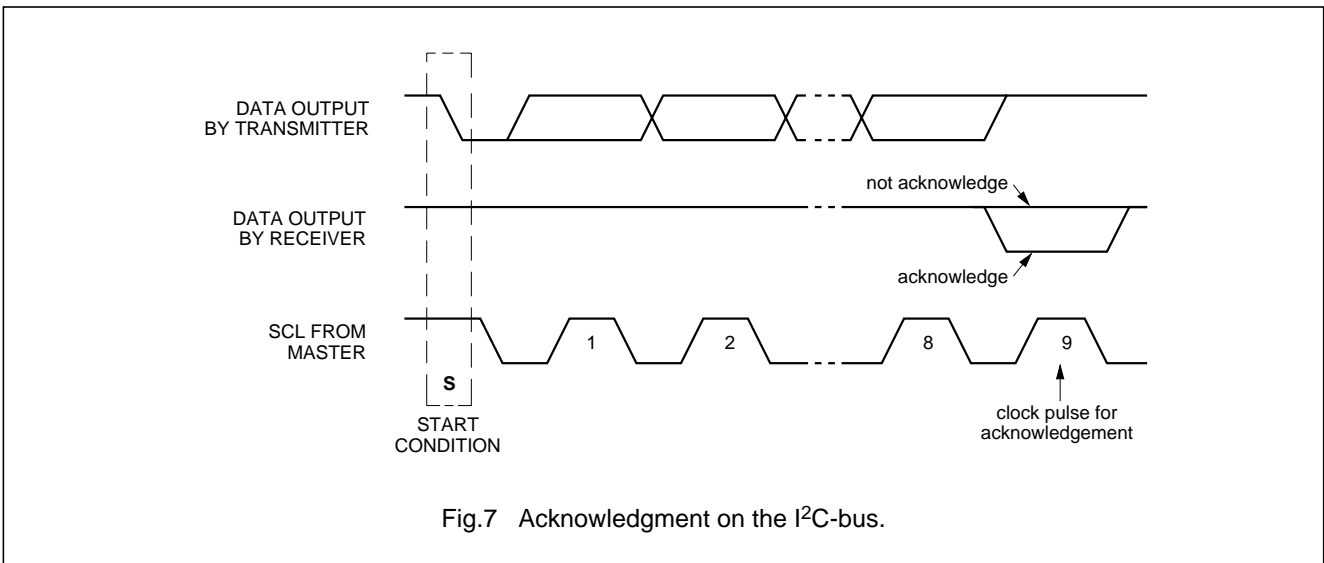 DATA OUTPUT
BY TRANSMITTER
not acknowledge
DATA OUTPUT
BY RECEIVER
acknowledge
SCL FROM
MASTER
1
2
8
9
S
START
CONDITION
clock pulse for
acknowledgement
Fig.7 Acknowledgment on the I²C-bus.